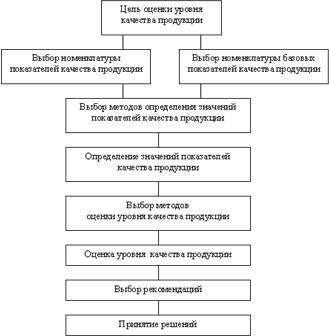 Цель оценки уровня
качества продукции
Выбор номенклатуры
показателей качества продукции
Выбор номенклатуры базовых
показателей качества продукции
Выбор методов определения значений
показателей качества продукции
Определение значений показателей
качества продукции
Выбор методов
оценки уровня качества продукции
Оценка уровня качества продукции
Выбор рекомендаций
Принятие решений